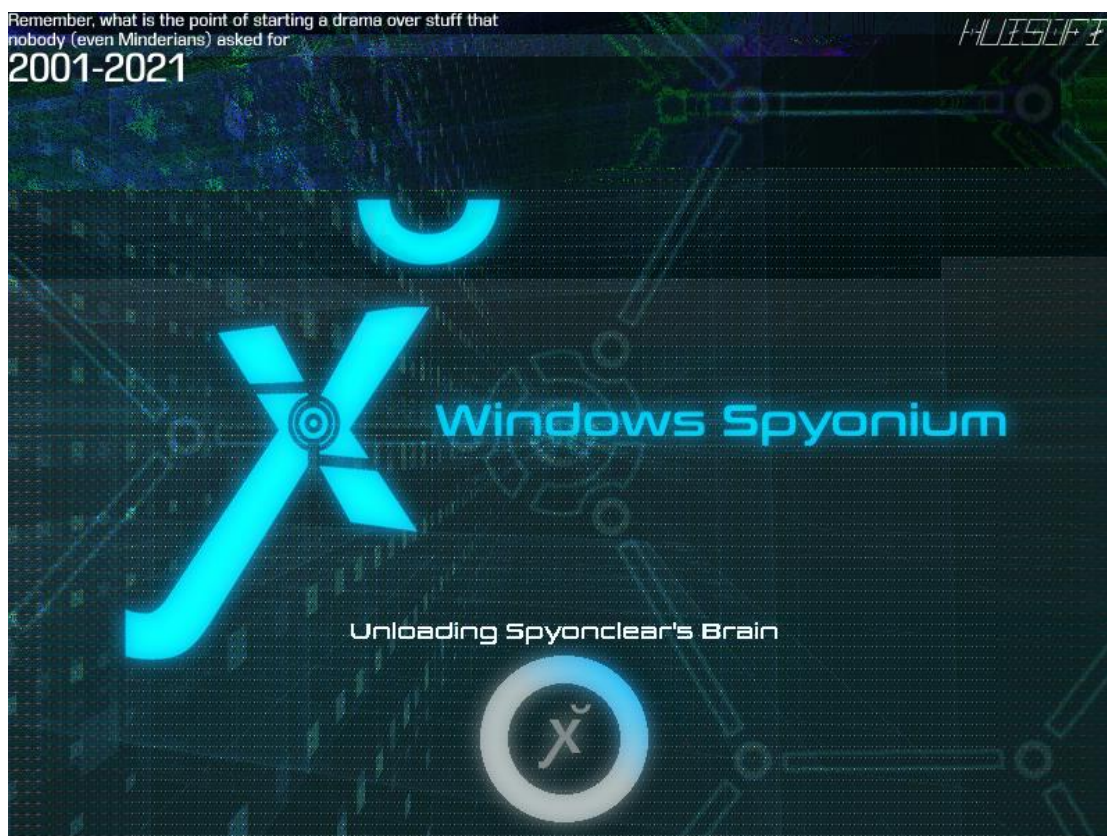 Remember, what is the point of starting a drama over stuff that
nobody (even Minderians) asked for
2001-2021
HUISOFT
Windows Spyonium
Unloading Spyonclear's Brain